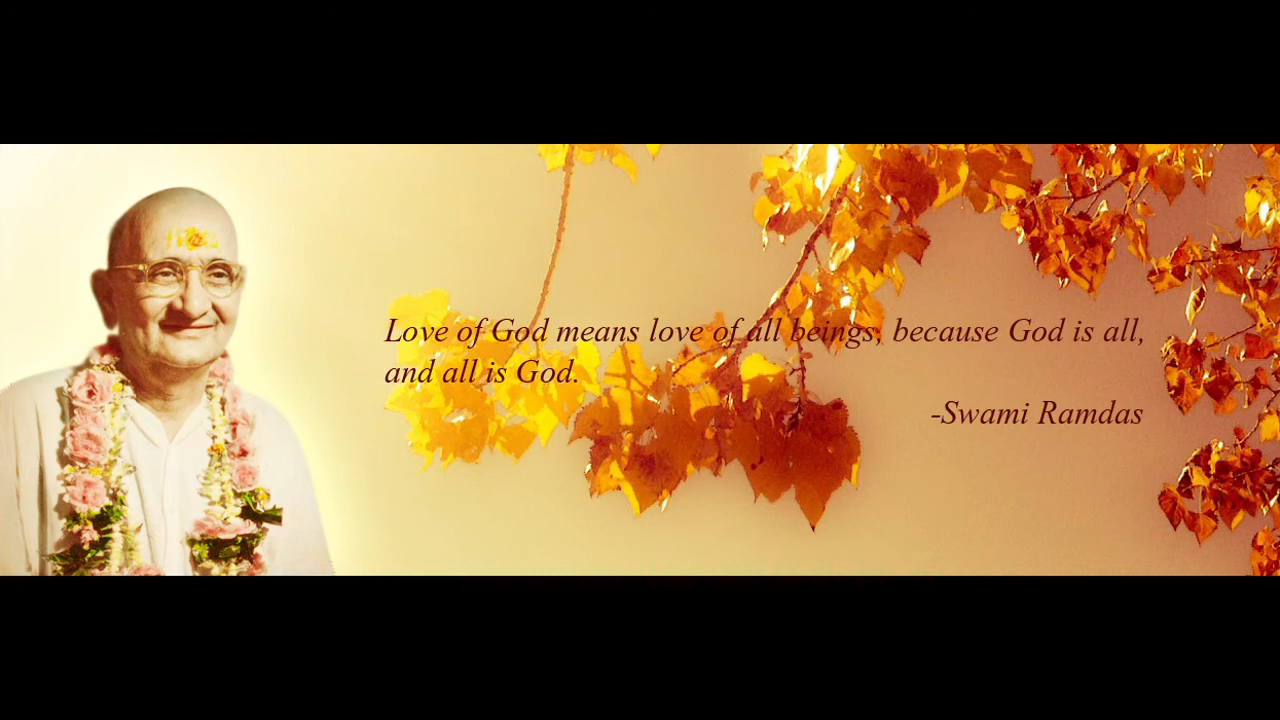 Love of God means love of all beings, because God is all,
and all is God.
-Swami Ramdas